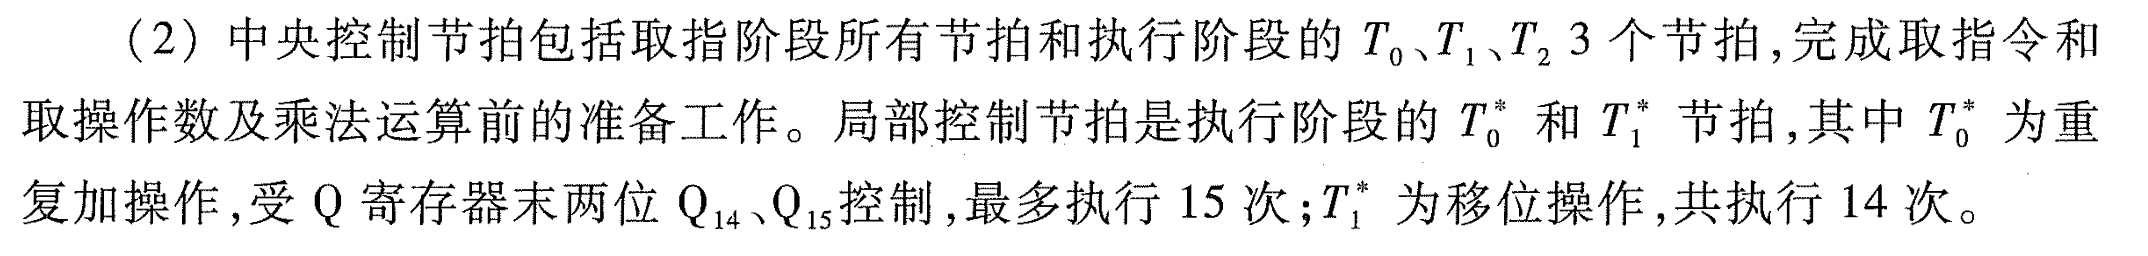 （2）中央控制节拍包括取指阶段所有节拍和执行阶段的 T₀、T₁、T₂ 3 个节拍,完成取指令和
取操作数及乘法运算前的准备工作。局部控制节拍是执行阶段的 T₀* 和 T₁* 节拍,其中 T₀* 为重
复加操作,受 Q 寄存器末两位 Q₁₄、Q₁₅控制,最多执行 15 次;T₁* 为移位操作,共执行 14 次。